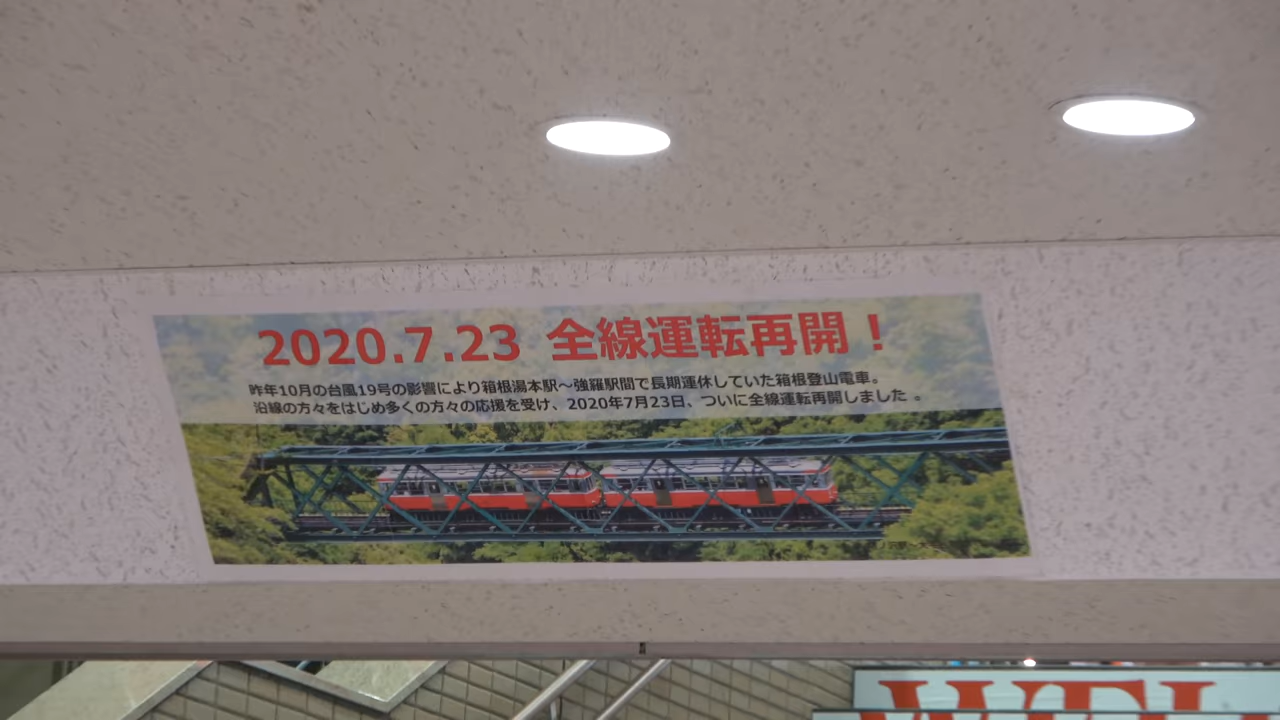 2020.7.23 全線運転再開！
昨年10月の台風19号の影響により箱根湯本駅～強羅駅間で長期運休していた箱根登山電車。
沿線の方々をはじめ多くの方々の応援を受け、2020年7月23日、ついに全線運転再開しました。